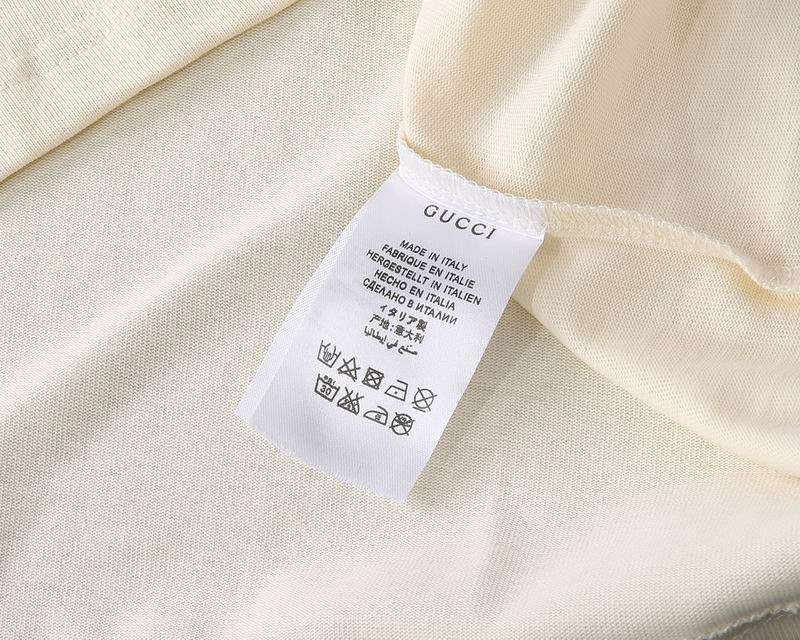 GUCCI
MADE IN ITALY
FABRIQUE EN ITALIE
HERGESTELLT IN ITALIEN
HECHO EN ITALIA
СДЕЛАНО В ИТАЛИИ
イタリア製
产地:意大利
صنع في إيطاليا
30